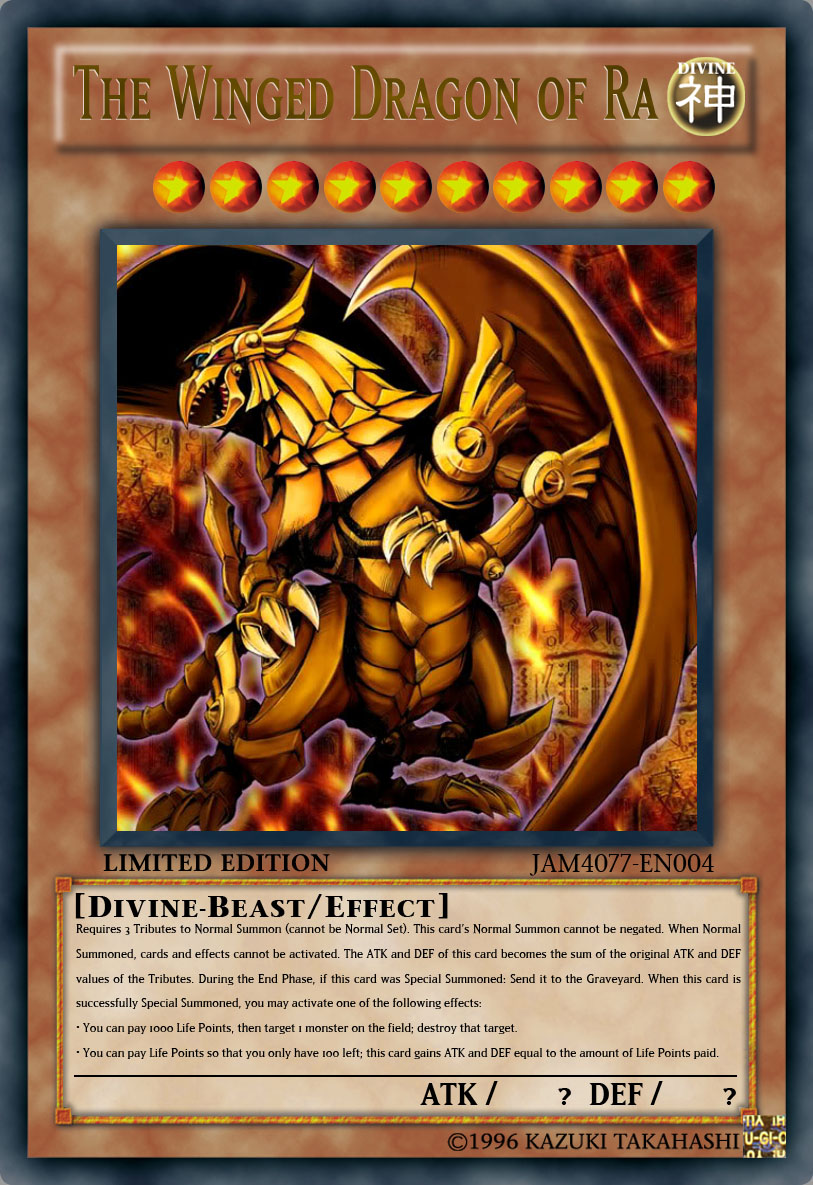 The Winged Dragon of Ra
DIVINE
神
LIMITED EDITION
JAM4077-EN004
[Divine-Beast/Effect]
Requires 3 Tributes to Normal Summon (cannot be Normal Set). This card's Normal Summon cannot be negated. When Normal
Summoned, cards and effects cannot be activated. The ATK and DEF of this card becomes the sum of the original ATK and DEF
values of the Tributes. During the End Phase, if this card was Special Summoned: Send it to the Graveyard. When this card is
successfully Special Summoned, you may activate one of the following effects:
• You can pay 1000 Life Points, then target 1 monster on the field; destroy that target.
• You can pay Life Points so that you only have 100 left; this card gains ATK and DEF equal to the amount of Life Points paid.
ATK / ? DEF / ?
©1996 KAZUKI TAKAHASHI
U-GI-O